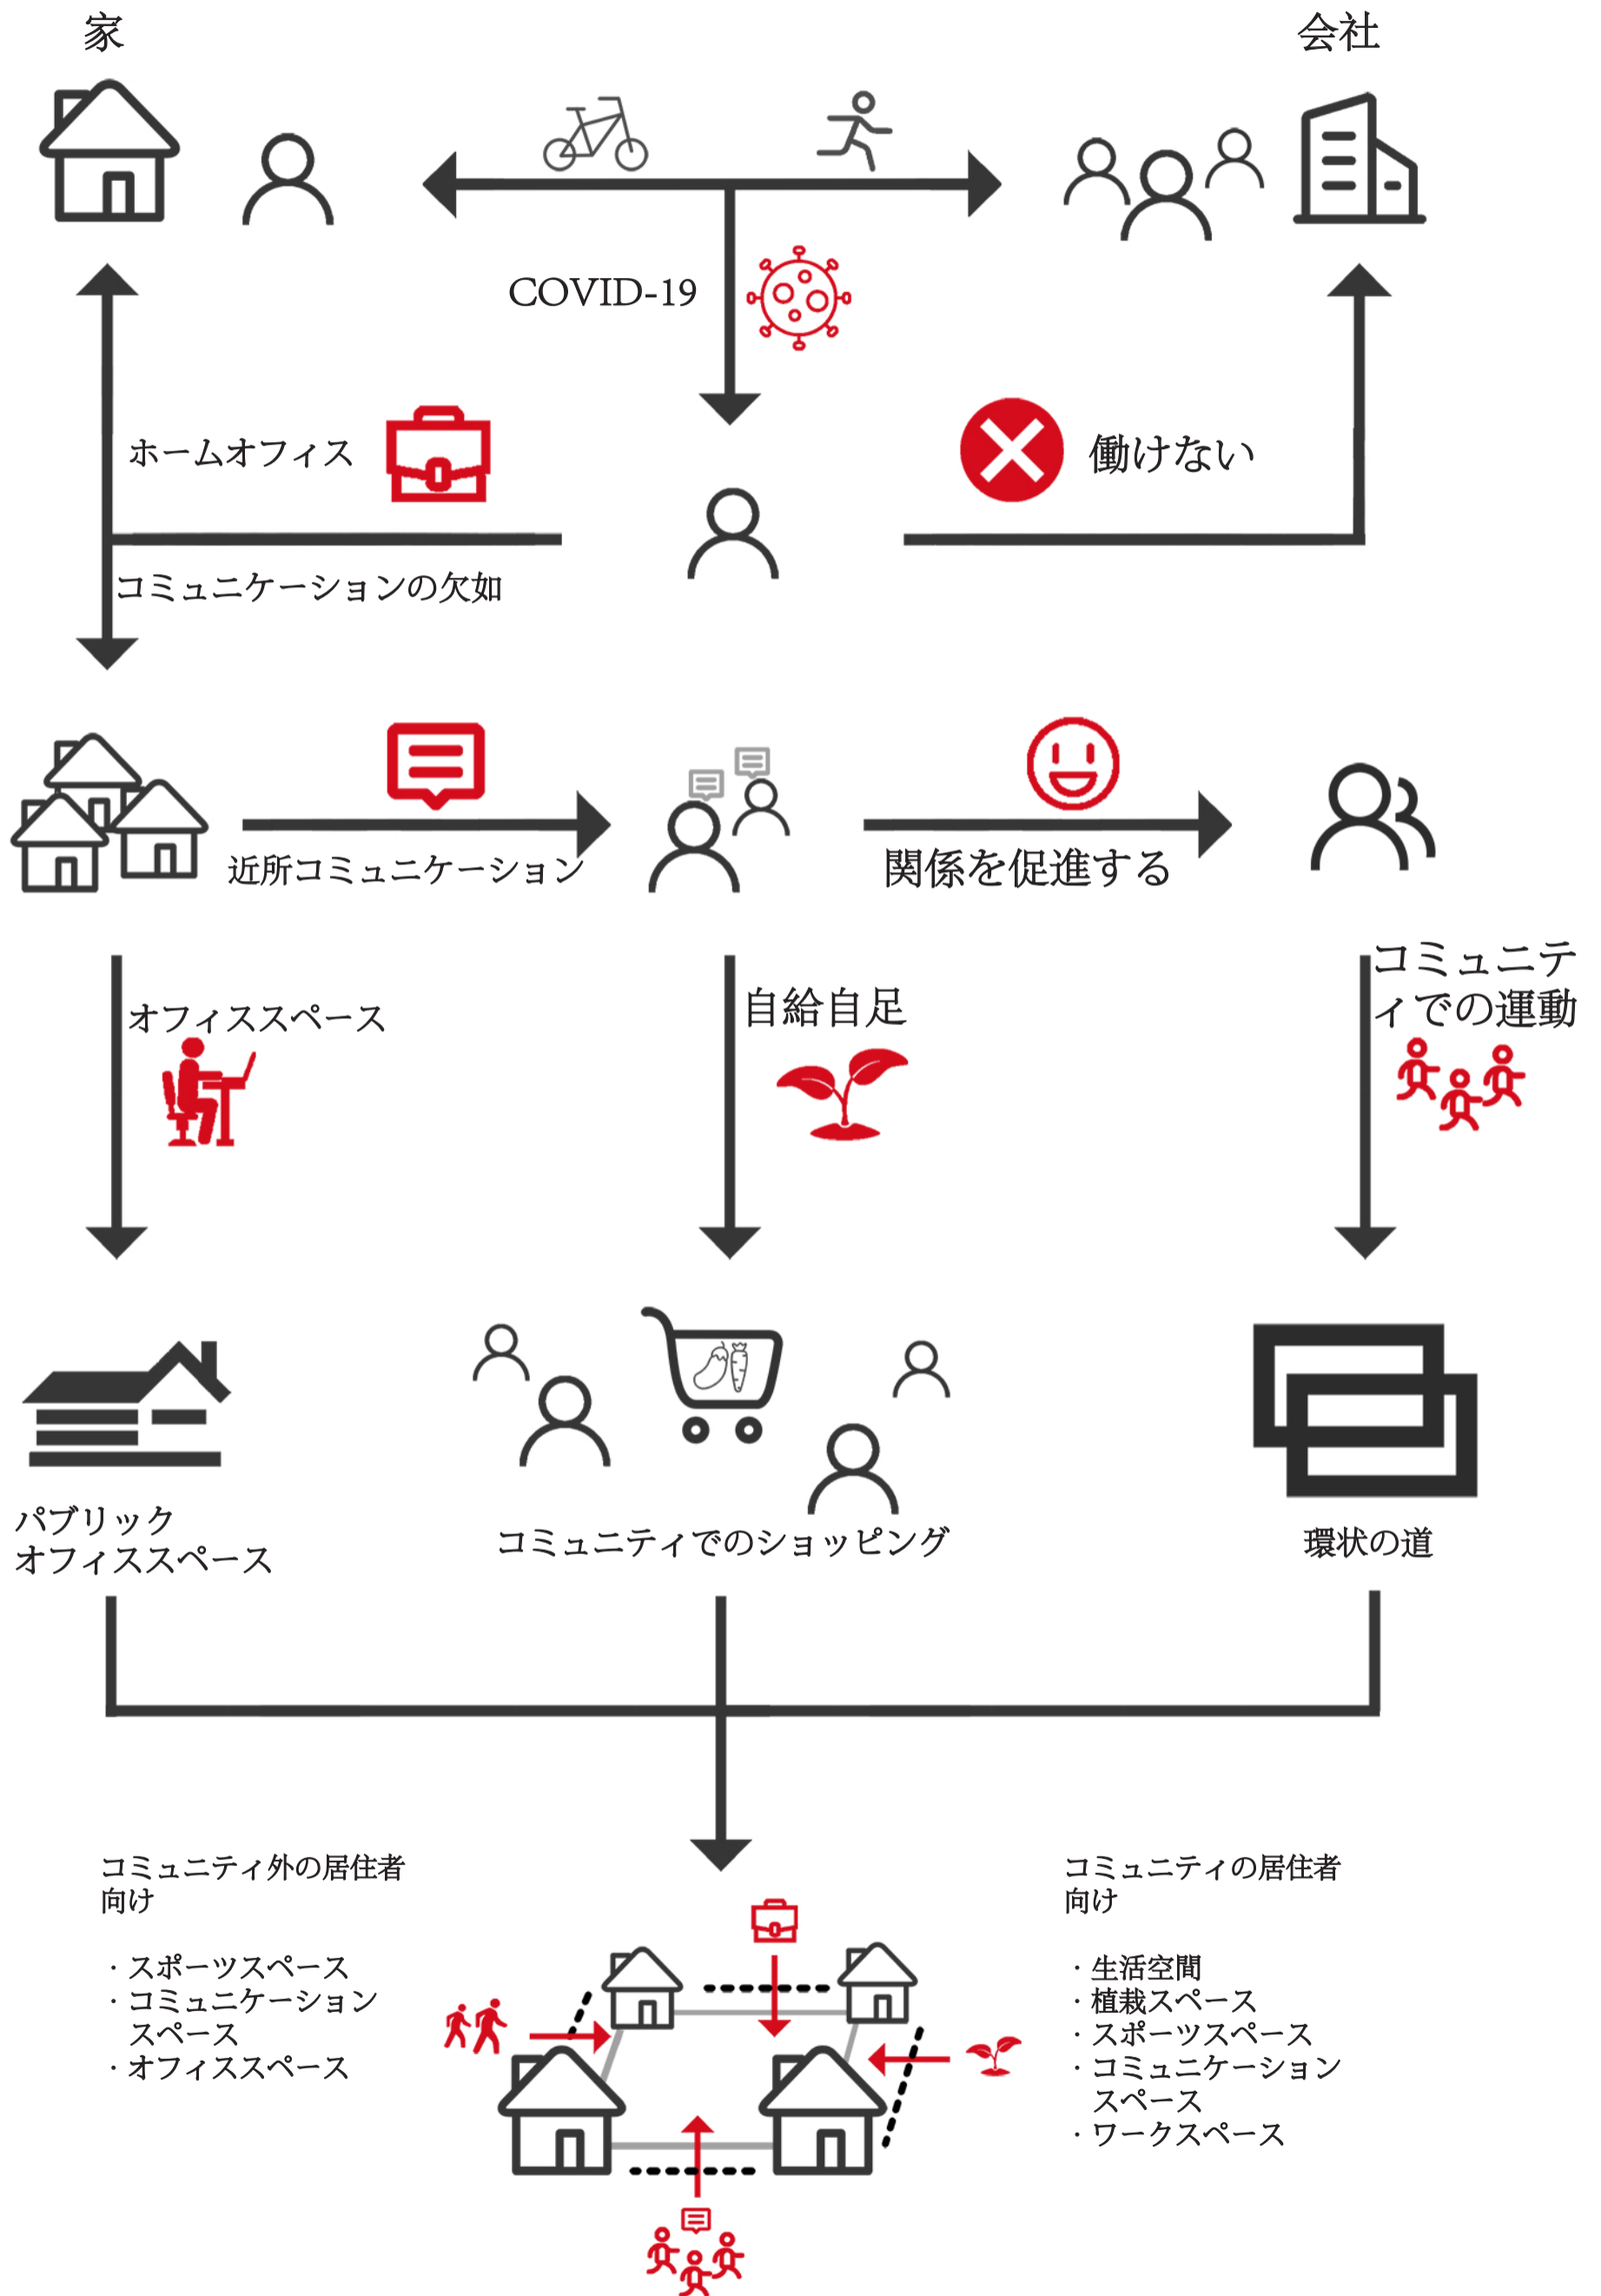 家
会社
COVID-19
ホームオフィス
働けない
コミュニケーションの欠如
近所コミュニケーション
関係を促進する
オフィススペース
自給自足
コミュニテ
ィでの運動
パブリック
オフィススペース
コミュニティでのショッピング
環状の道
コミュニティ外の居住者
向け
・スポーツスペース
・コミュニケーション
スペース
・オフィススペース
コミュニティの居住者
向け
・生活空間
・植栽スペース
・スポーツスペース
・コミュニケーション
スペース
・ワークスペース